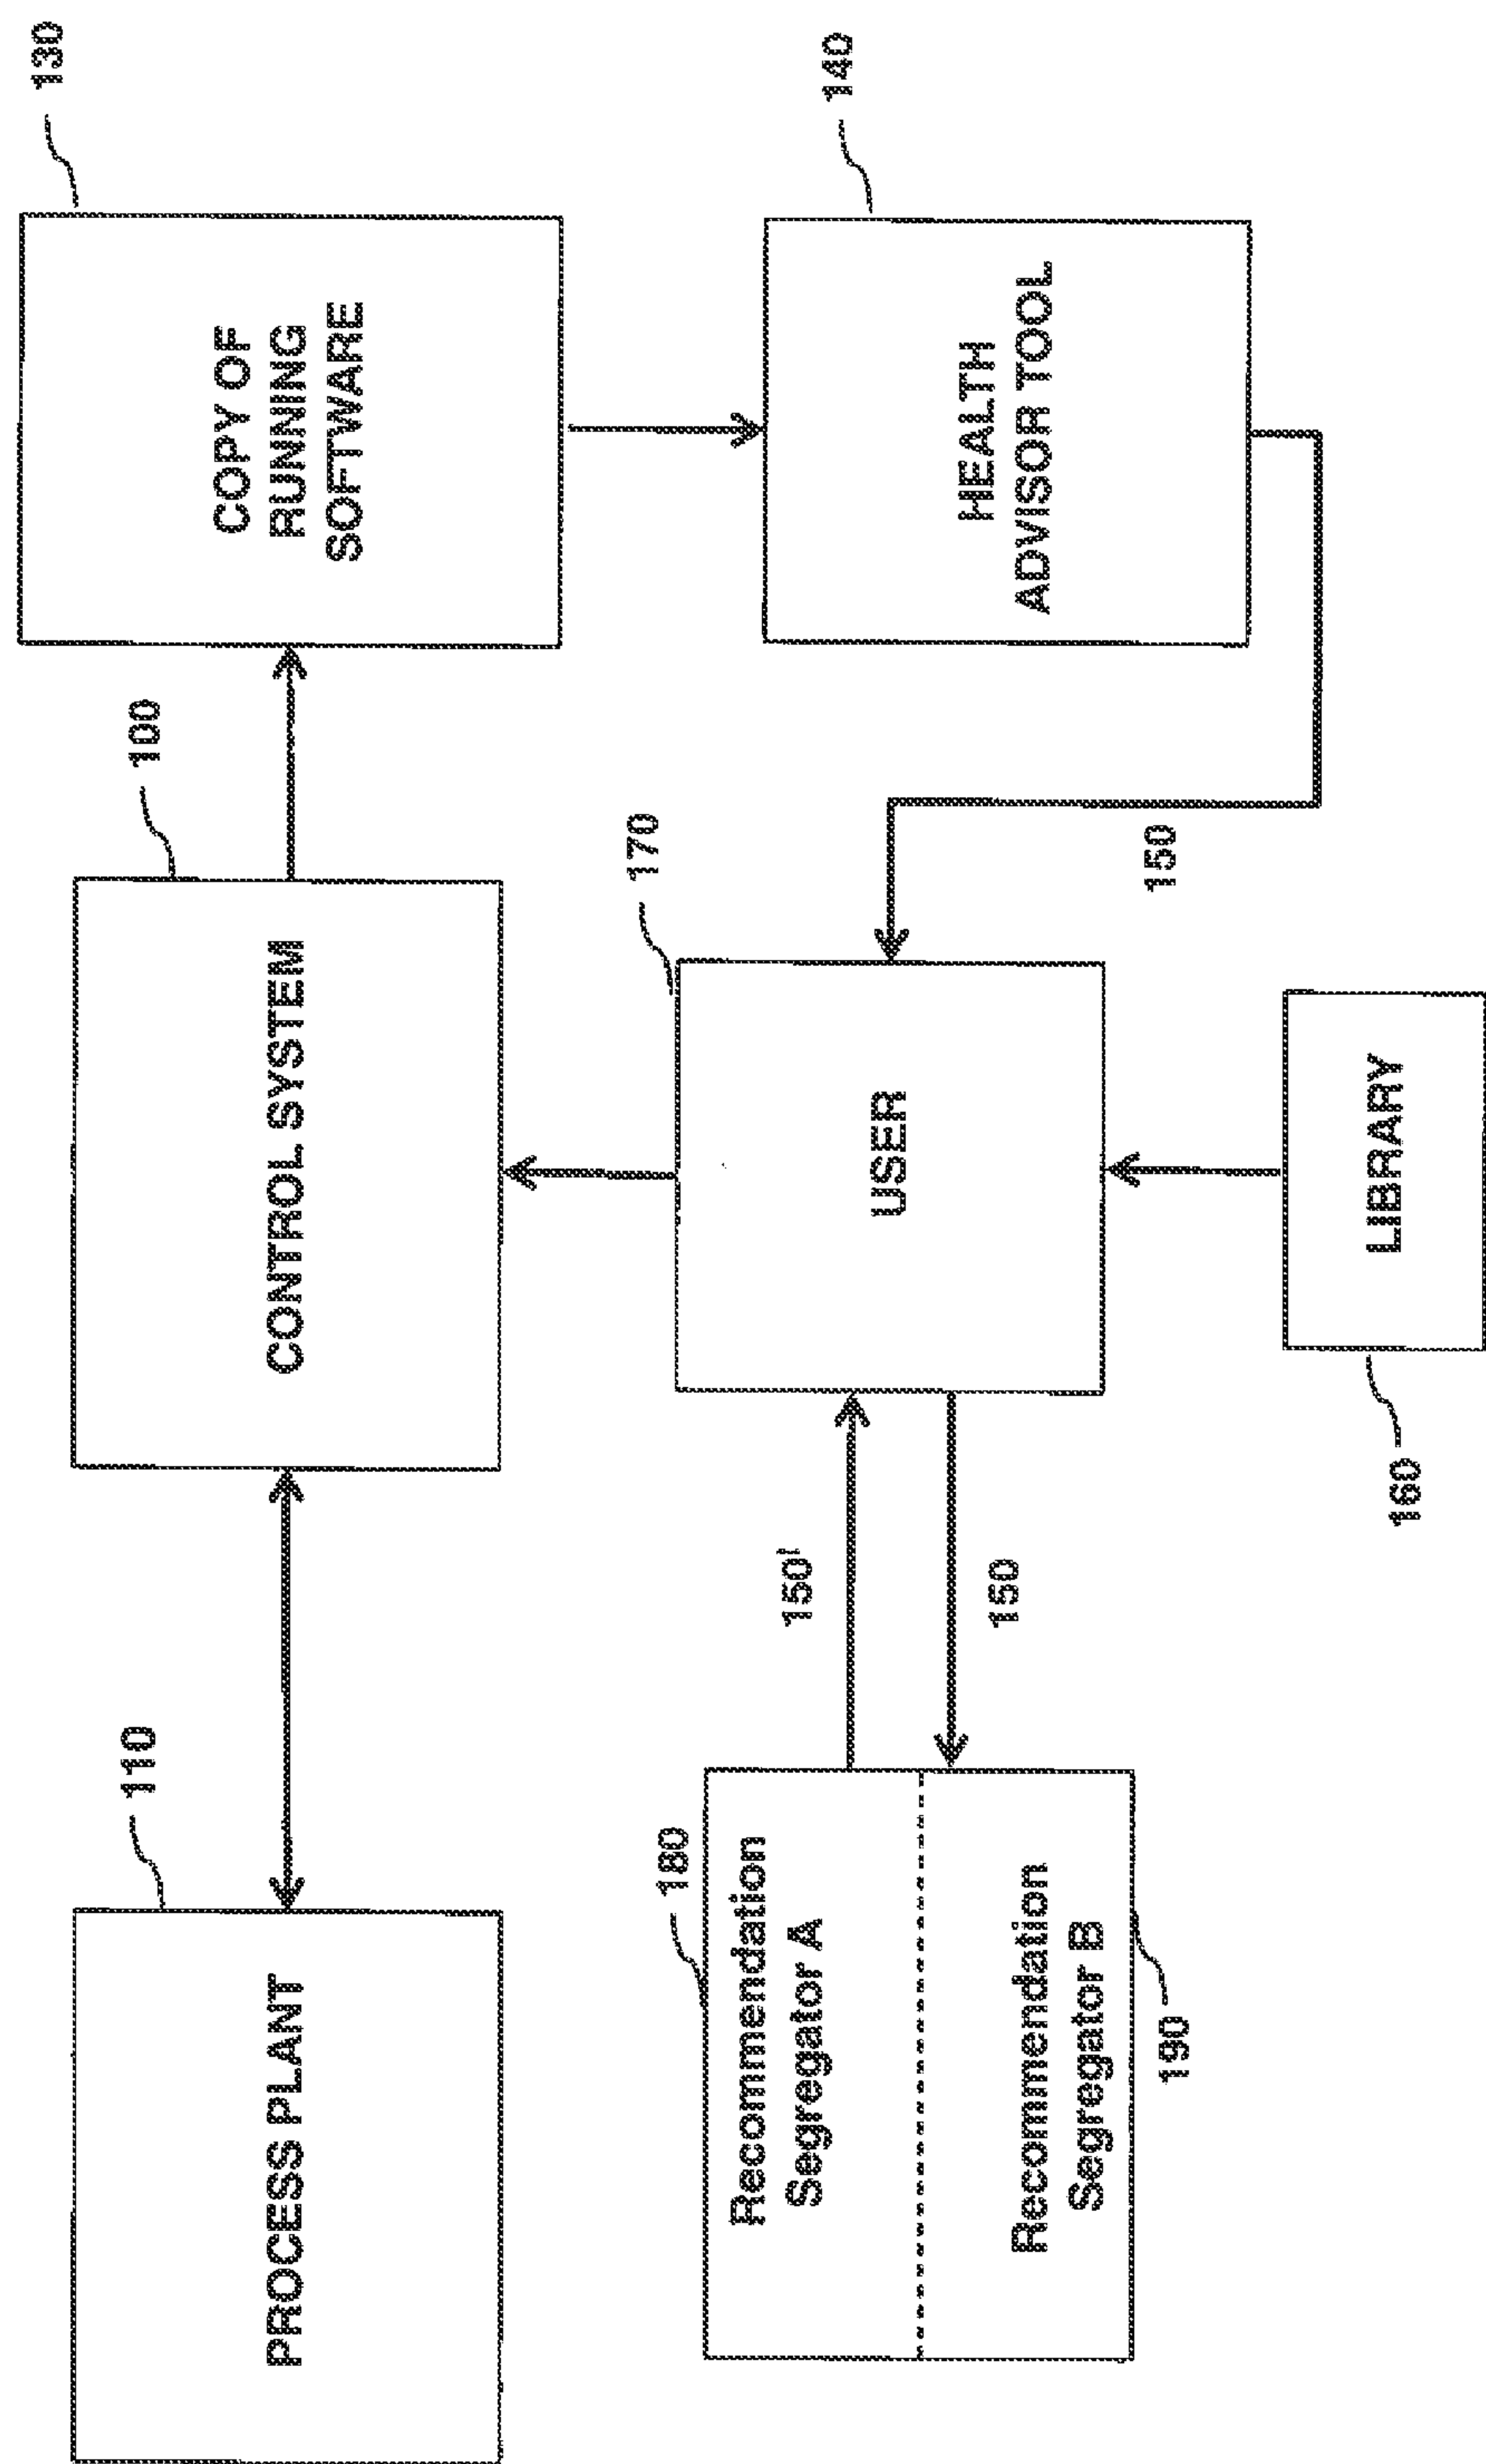 110
PROCESS PLANT
100
CONTROL SYSTEM
130
COPY OF
RUNNING
SOFTWARE
180
Recommendation
Segregator A
Recommendation
Segregator B
190
150'
150
170
USER
150
140
HEALTH
ADVISOR TOOL
160
LIBRARY